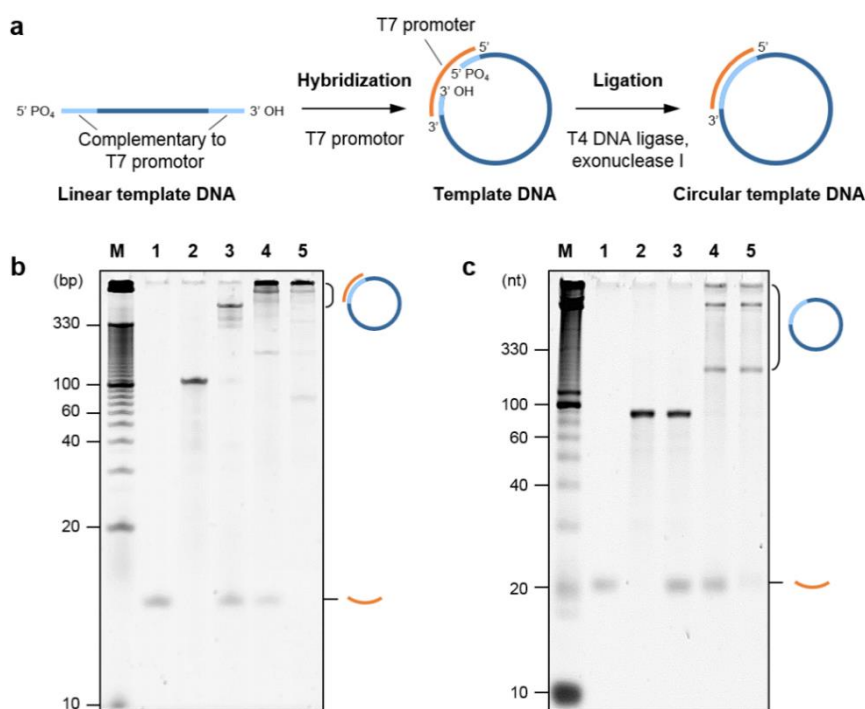 a
T7 promoter
5'
5' PO4
3' OH
3'
Hybridization
T7 promotor
Ligation
T4 DNA ligase,
exonuclease I
5'
3'
5' PO4
3' OH
Complementary to
T7 promotor
Linear template DNA
Template DNA
Circular template DNA
b
M 1 2 3 4 5
(bp)
330
100
60
40
20
10
c
M 1 2 3 4 5
(nt)
330
100
60
40
20
10